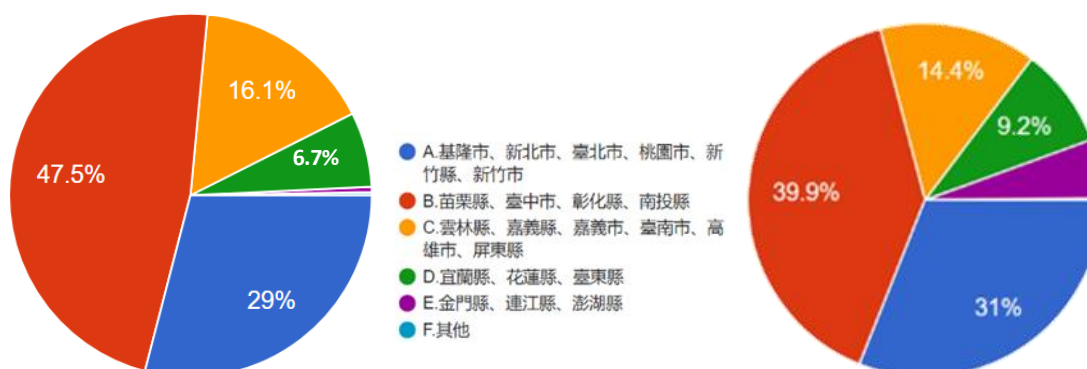 47.5%
16.1%
6.7%
29%
A.基隆市、新北市、臺北市、桃園市、新
竹縣、新竹市
B.苗栗縣、臺中市、彰化縣、南投縣
C.雲林縣、嘉義縣、嘉義市、臺南市、高
雄市、屏東縣
D.宜蘭縣、花蓮縣、臺東縣
E.金門縣、連江縣、澎湖縣
F.其他
14.4%
9.2%
39.9%
31%